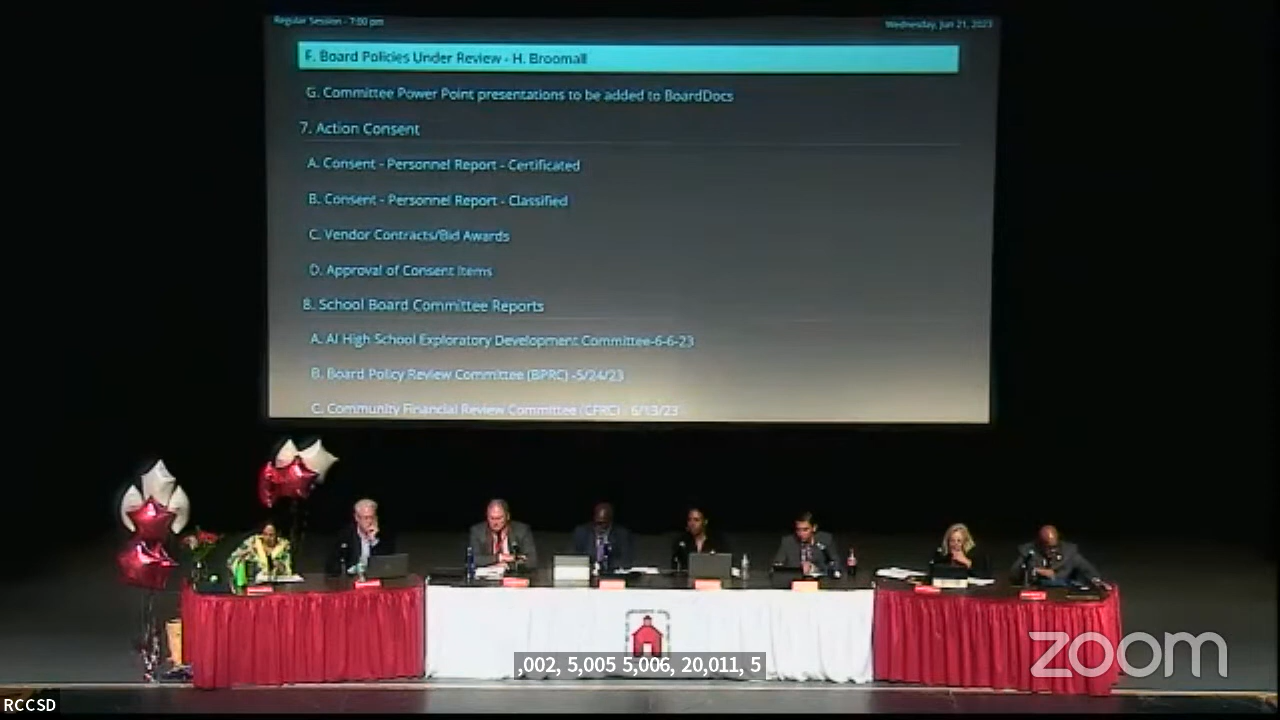 Regular Session - 7:00 pm
Wednesday, Jun 21, 2023
F. Board Policies Under Review - H. Broomall
G. Committee Power Point presentations to be added to BoardDocs
7. Action Consent
A. Consent - Personnel Report - Certificated
B. Consent - Personnel Report - Classified
C. Vendor Contracts/Bid Awards
D. Approval of Consent Items
8. School Board Committee Reports
A. AI High School Exploratory Development Committee-6-6-23
B. Board Policy Review Committee (BPRC) -5/24/23
C. Community Financial Review Committee (CFRC) - 6/13/23
,002, 5,005 5,006, 20,011, 5
zoom
RCCSD